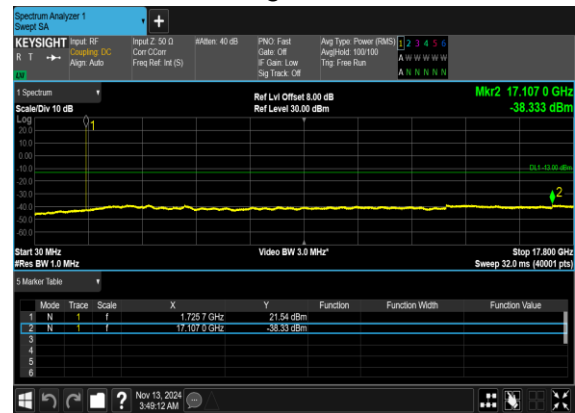 Spectrum Analyzer 1
Swept SA
+
KEYSIGHT Input: RF Input Z: 50 Ω #Atten: 40 dB PNO: Fast Avg Type: Power (RMS) 1 2 3 4 5 6
R T Coupling: DC Corr CCorr Gate: Off Avg|Hold: 100/100 A W W W W W
Align: Auto Freq Ref: Int (S) IF Gain: Low Trig: Free Run
Sig Track: Off A N N N N N
LV
1 Spectrum Ref Lvl Offset 8.00 dB Mkr2 17.107 0 GHz
Scale/Div 10 dB Ref Level 30.00 dBm -38.333 dBm
Log
1
20.0
10.0
0.00
-10.0
DL1 -13.00 dBm
-20.0
-30.0
2
-40.0
-50.0
-60.0
Start 30 MHz Video BW 3.0 MHz* Stop 17.800 GHz
#Res BW 1.0 MHz Sweep 32.0 ms (40001 pts)
5 Marker Table
Mode Trace Scale X Y Function Function Width Function Value
1 N 1 f 1.725 7 GHz 21.54 dBm
2 N 1 f 17.107 0 GHz -38.33 dBm
3
4
5
6
? Nov 13, 2024
3:49:12 AM